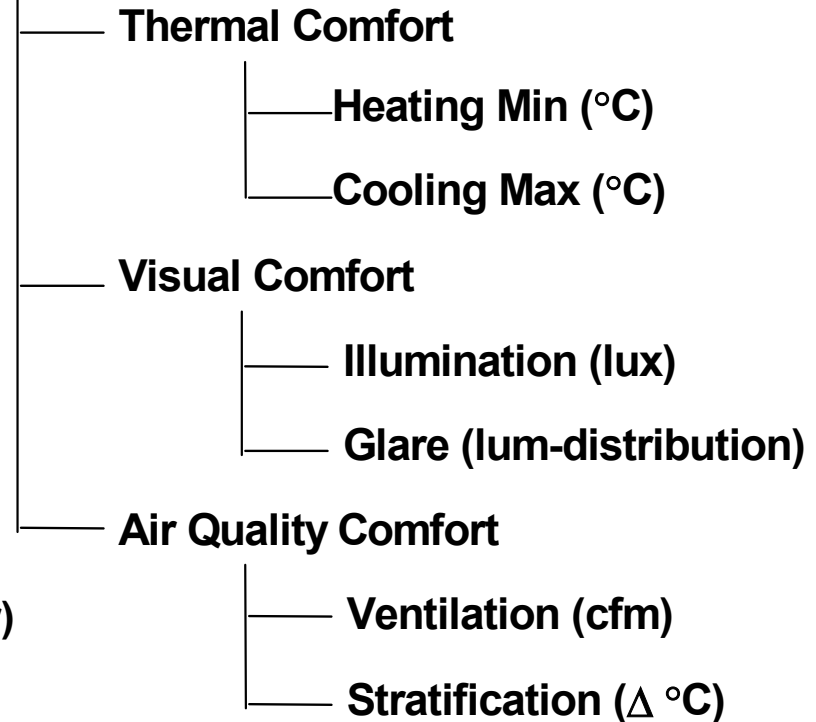 Thermal Comfort
Heating Min (°C)
Cooling Max (°C)
Visual Comfort
Illumination (lux)
Glare (lum-distribution)
Air Quality Comfort
Ventilation (cfm)
Stratification (Δ °C)